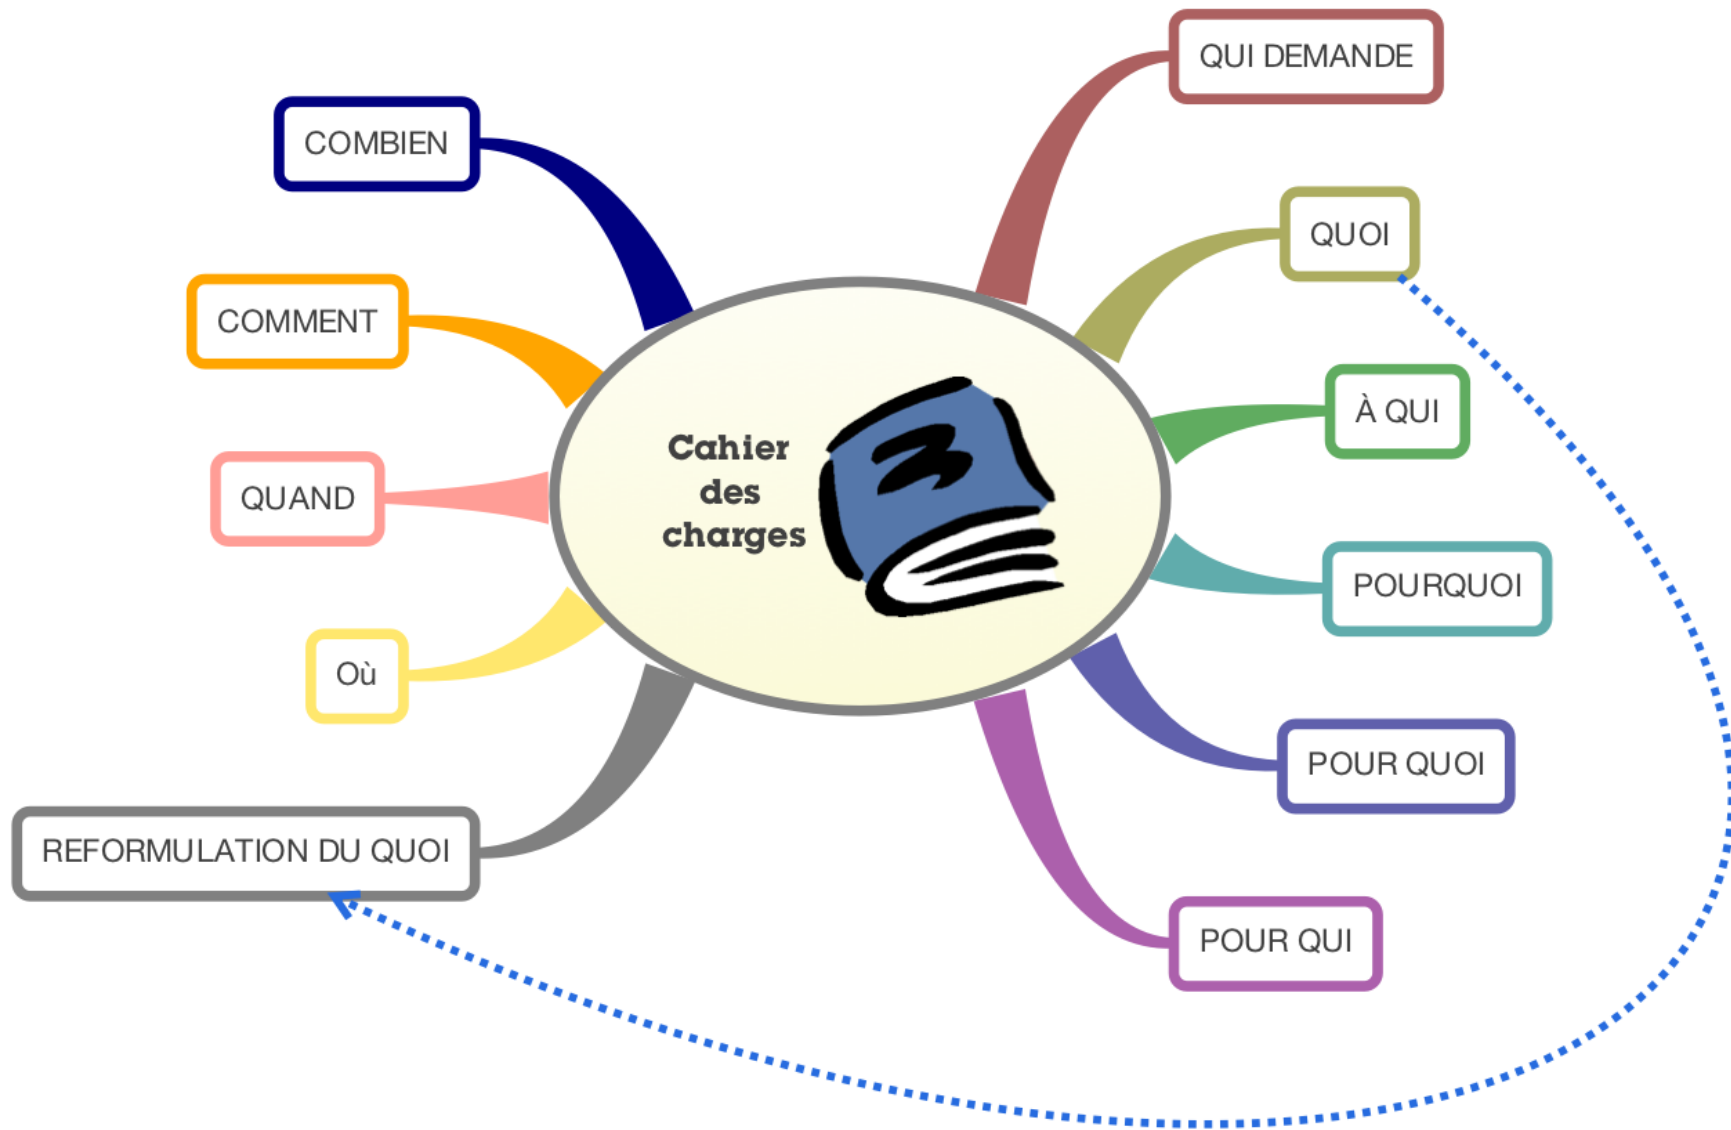 Cahier
des
charges
QUI DEMANDE
QUOI
À QUI
POURQUOI
POUR QUOI
POUR QUI
REFORMULATION DU QUOI
Où
QUAND
COMMENT
COMBIEN